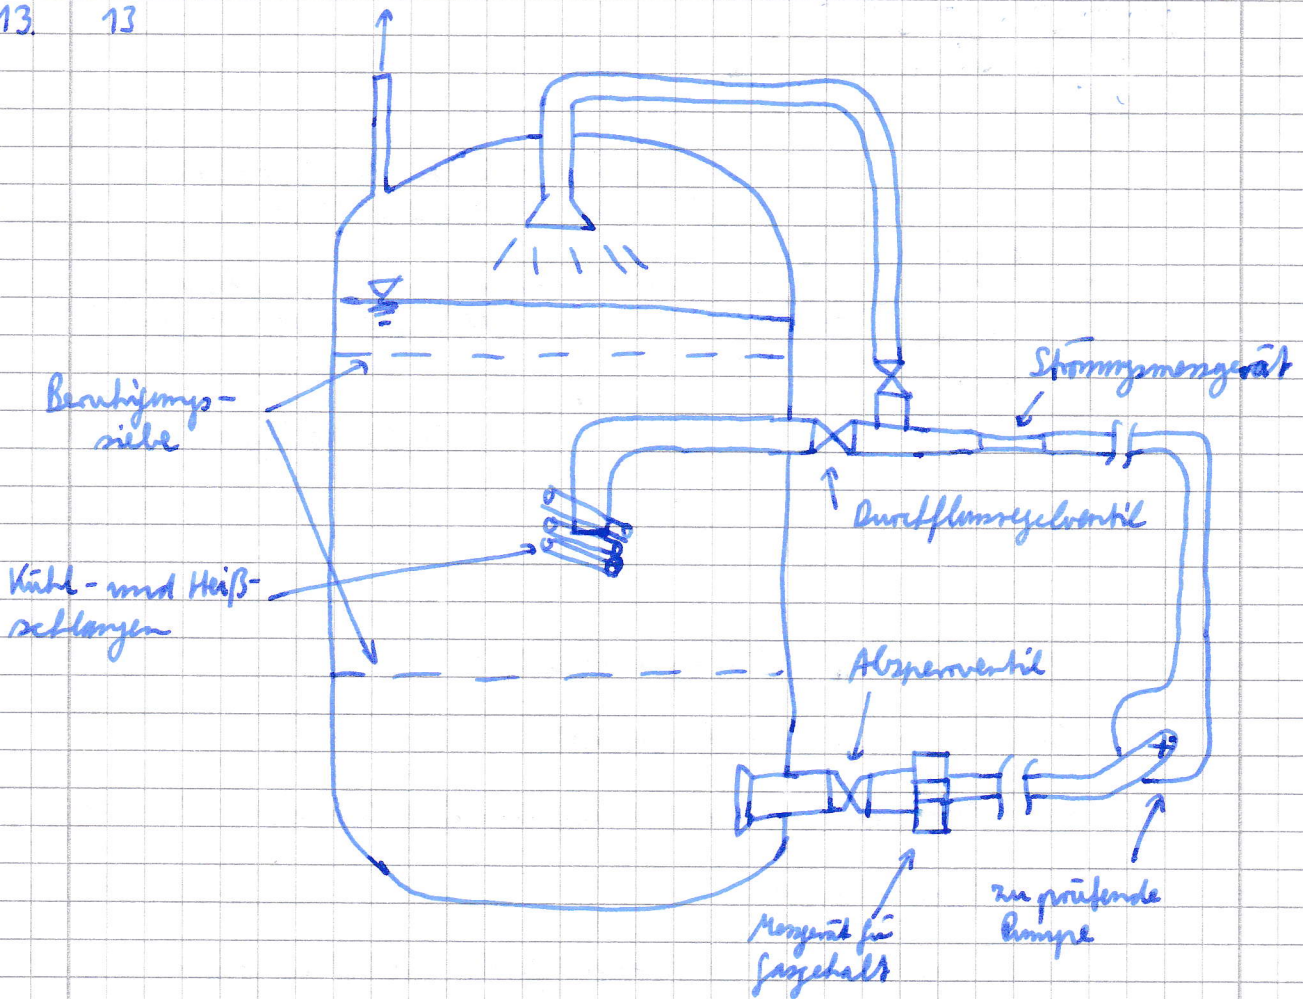 13. 13
Strömungsmessgerät
Beruhigungs-
siebe
Durchflussregelventil
Kühl- und Heiß-
schlangen
Absperrventil
zu prüfende
Pumpe
Messgerät für
Gasgehalt